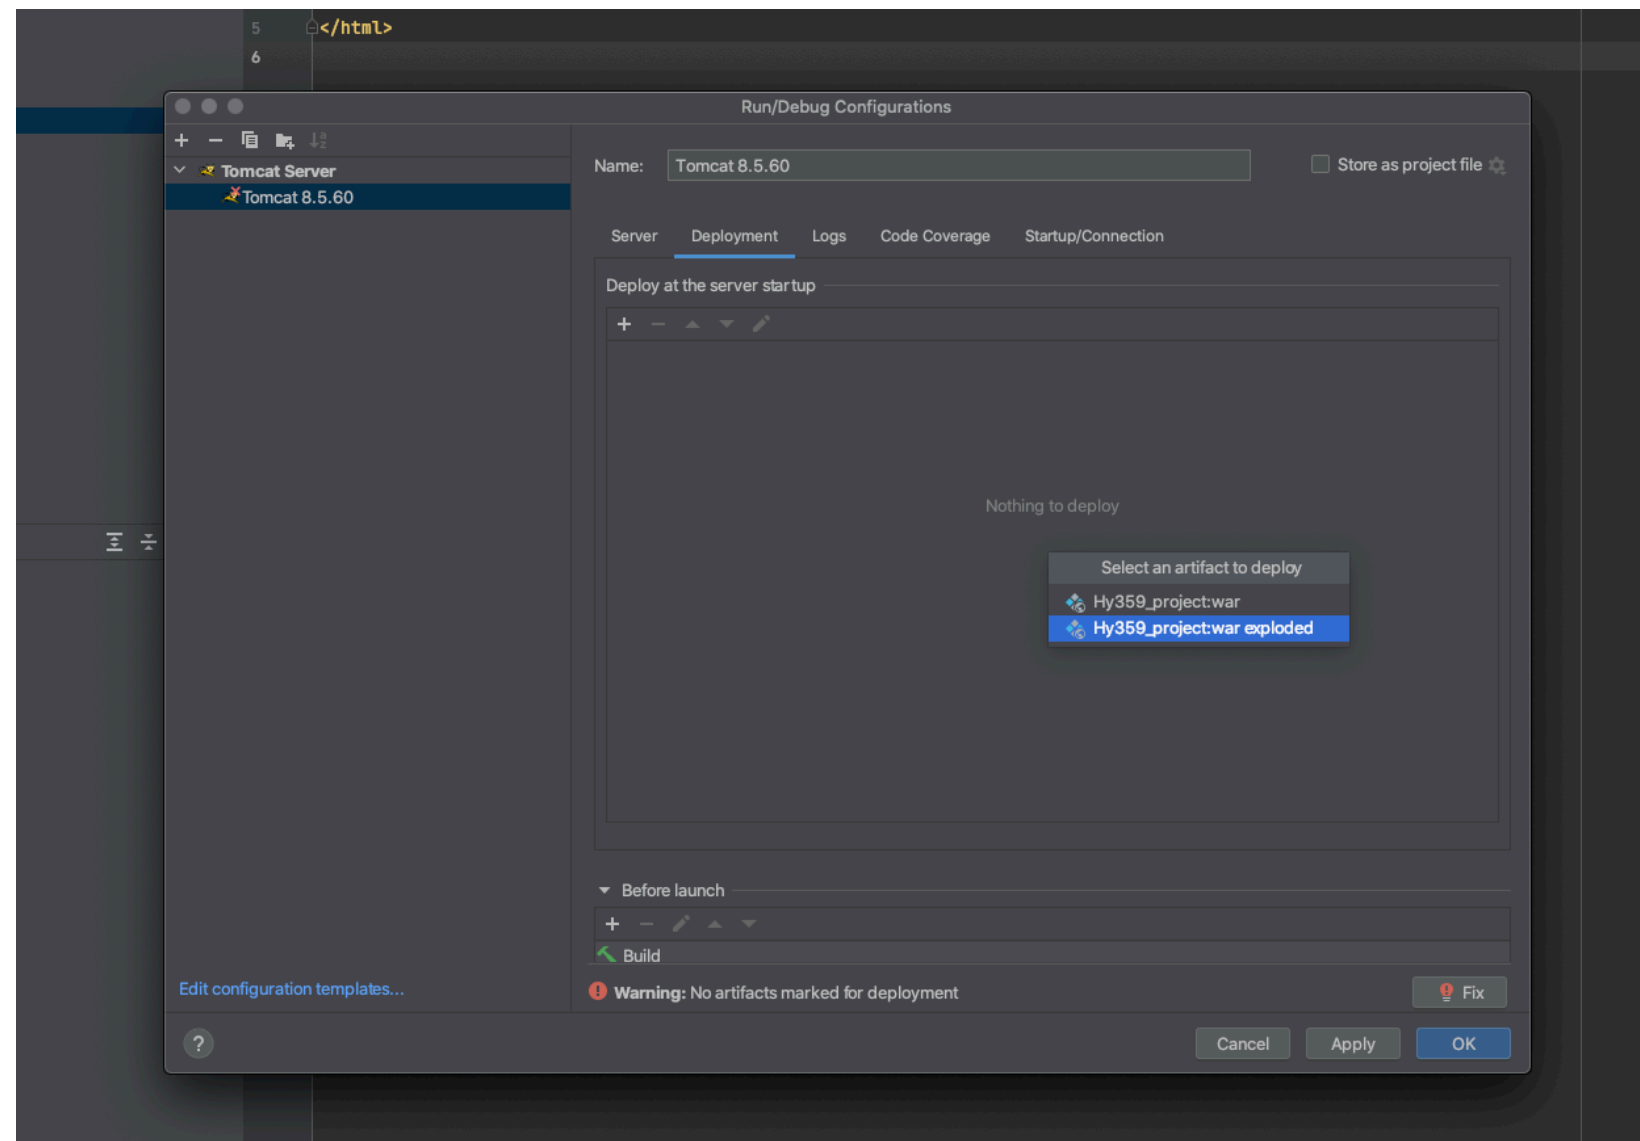 5 </html>
6
Run/Debug Configurations
Tomcat Server
Tomcat 8.5.60
Name: Tomcat 8.5.60 Store as project file
Server Deployment Logs Code Coverage Startup/Connection
Deploy at the server startup
Nothing to deploy
Select an artifact to deploy
Hy359_project:war
Hy359_project:war exploded
Before launch
Build
Edit configuration templates...
Warning: No artifacts marked for deployment Fix
? Cancel Apply OK